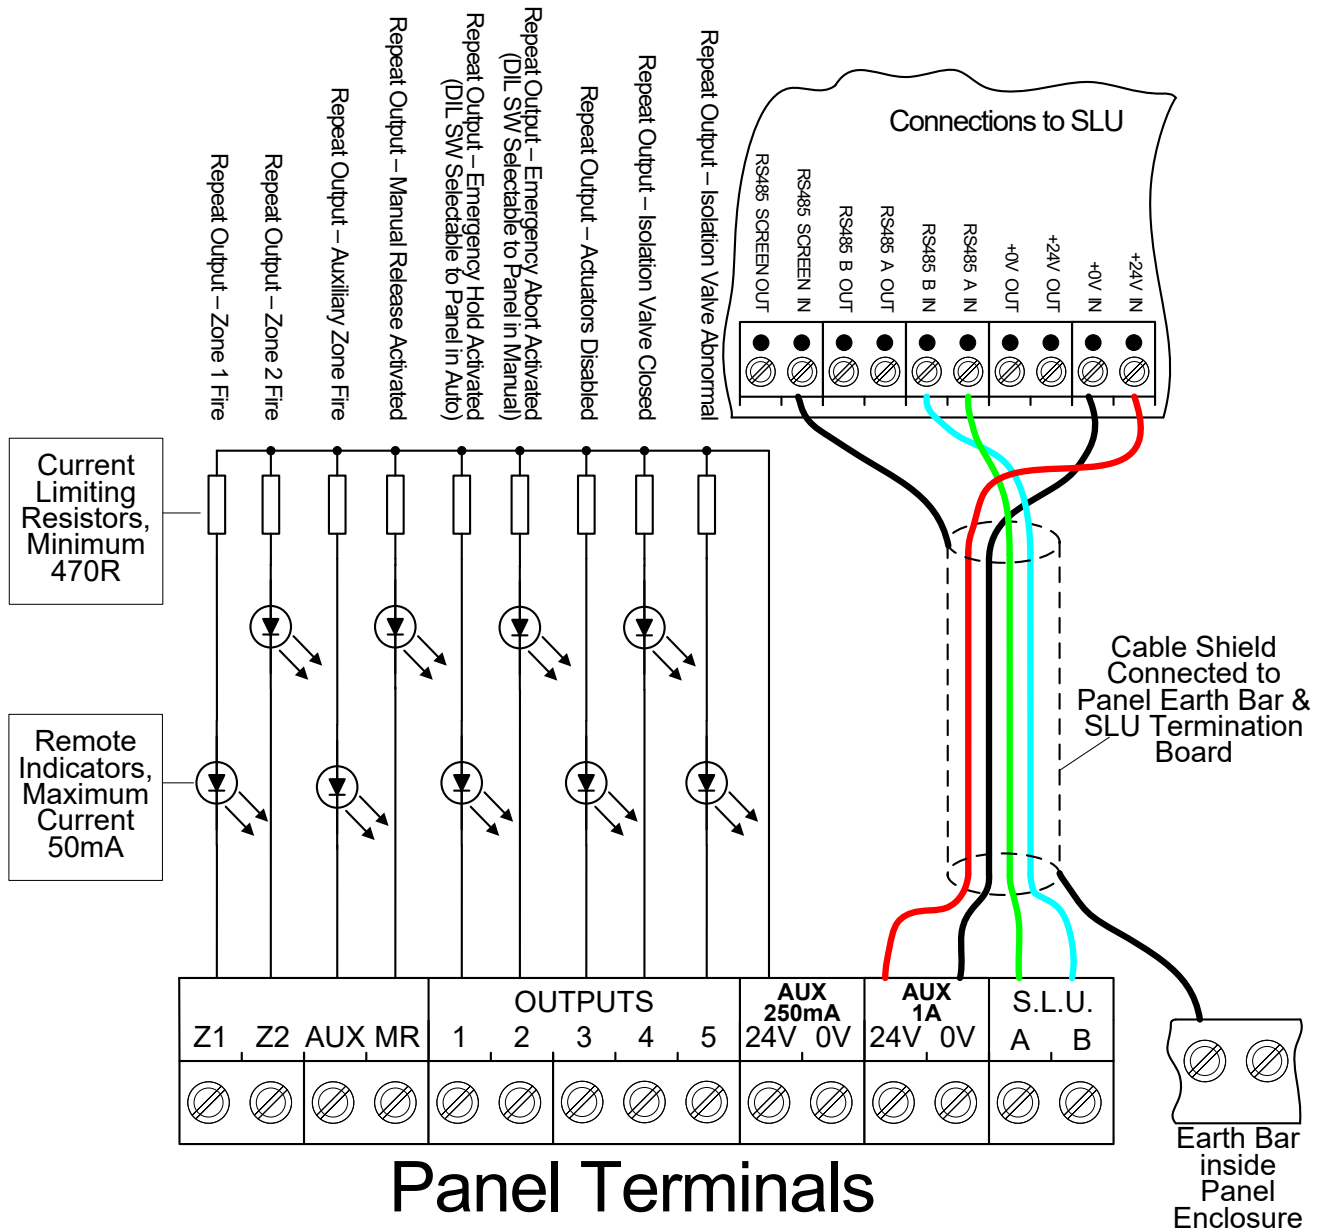 Repeat Output – Zone 1 Fire
Repeat Output – Zone 2 Fire
Repeat Output – Auxiliary Zone Fire
Repeat Output – Manual Release Activated
Repeat Output – Emergency Hold Activated
(DIL SW Selectable to Panel in Auto)
Repeat Output – Emergency Abort Activated
(DIL SW Selectable to Panel in Manual)
Repeat Output – Actuators Disabled
Repeat Output – Isolation Valve Closed
Repeat Output – Isolation Valve Abnormal
Connections to SLU
RS485 SCREEN OUT
RS485 SCREEN IN
RS485 B OUT
RS485 A OUT
RS485 B IN
RS485 A IN
+0V OUT
+24V OUT
+0V IN
+24V IN
Current
Limiting
Resistors,
Minimum
470R
Remote
Indicators,
Maximum
Current
50mA
Cable Shield
Connected to
Panel Earth Bar &
SLU Termination
Board
OUTPUTS
AUX
250mA
AUX
1A
S.L.U.
Z1 Z2 AUX MR 1 2 3 4 5 24V 0V 24V 0V A B
Panel Terminals
Earth Bar
inside
Panel
Enclosure